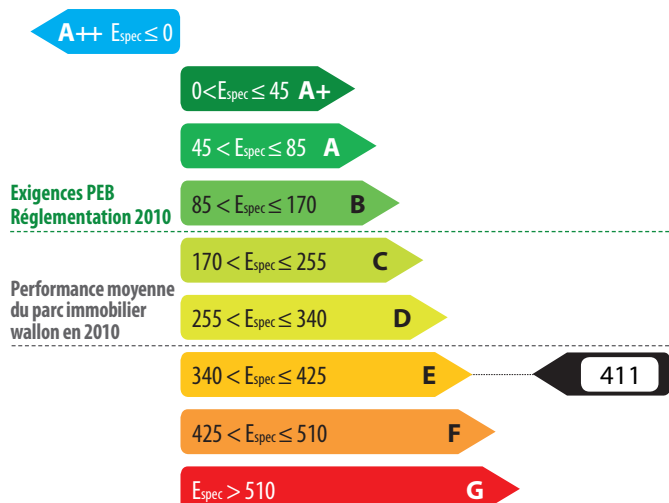 A++ Espec ≤ 0
0<Espec ≤ 45 A+
45 < Espec ≤ 85 A
Exigences PEB
Réglementation 2010
85 < Espec ≤ 170 B
170 < Espec ≤ 255 C
Performance moyenne
du parc immobilier
wallon en 2010
255 < Espec ≤ 340 D
340 < Espec ≤ 425 E
411
425 < Espec ≤ 510 F
Espec > 510 G